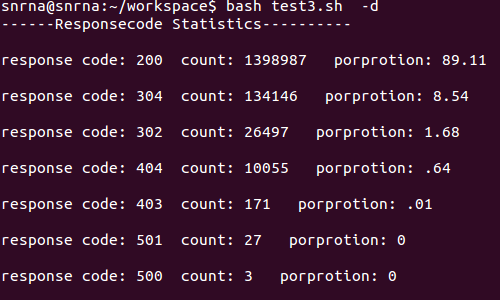 snrna@snrna:~/workspace$ bash test3.sh  -d
------Responsecode Statistics----------
response code: 200  count: 1398987   porprotion: 89.11
response code: 304  count: 134146   porprotion: 8.54
response code: 302  count: 26497   porprotion: 1.68
response code: 404  count: 10055   porprotion: .64
response code: 403  count: 171   porprotion: .01
response code: 501  count: 27   porprotion: 0
response code: 500  count: 3   porprotion: 0